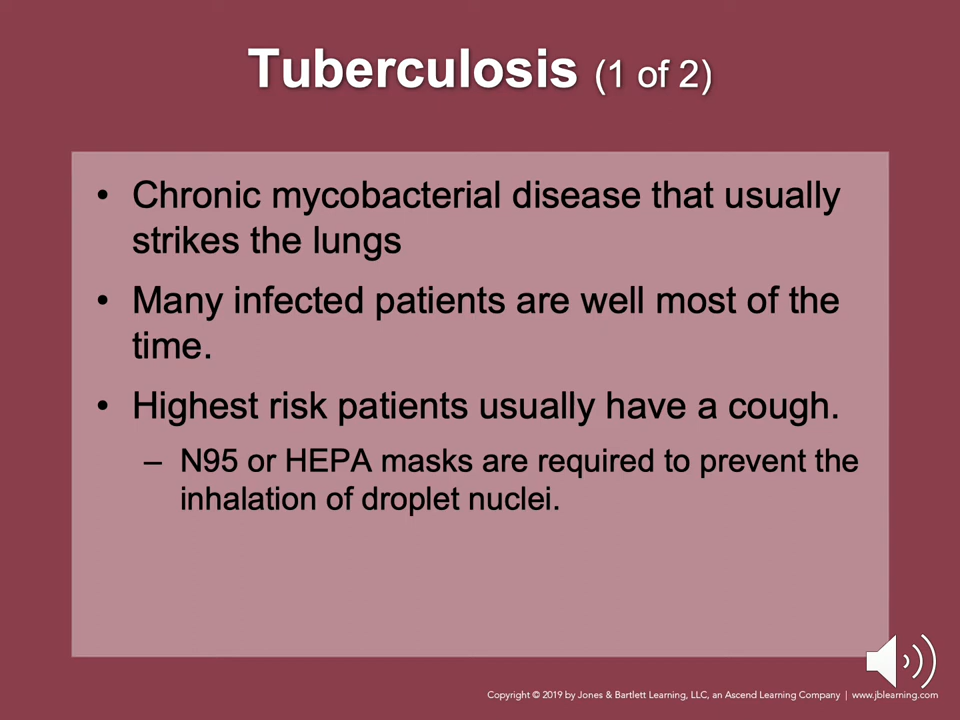 Tuberculosis (1 of 2)
• Chronic mycobacterial disease that usually
strikes the lungs
• Many infected patients are well most of the
time.
• Highest risk patients usually have a cough.
– N95 or HEPA masks are required to prevent the
inhalation of droplet nuclei.
Copyright © 2019 by Jones & Bartlett Learning, LLC, an Ascend Learning Company | www.jblearning.com